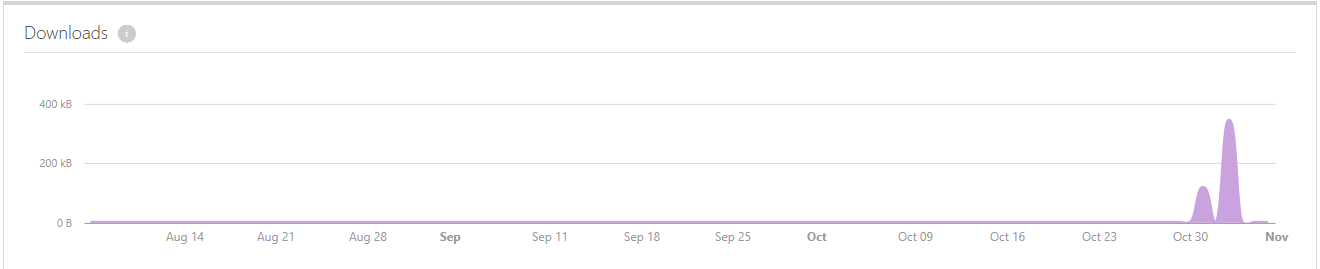 Downloads i
400 kB
200 kB
0 B
Aug 14 Aug 21 Aug 28 Sep Sep 11 Sep 18 Sep 25 Oct Oct 09 Oct 16 Oct 23 Oct 30 Nov